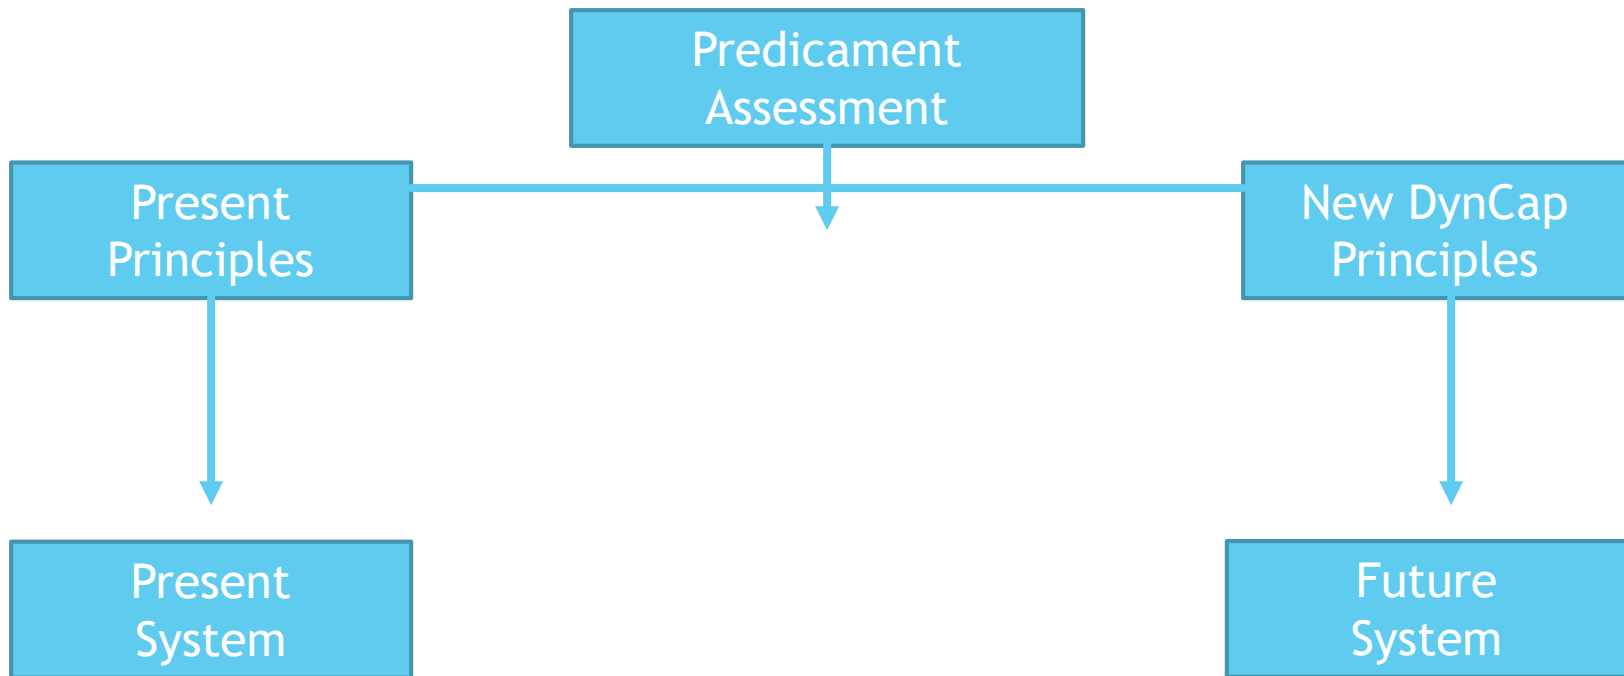 Predicament
Assessment
Present
Principles
New DynCap
Principles
Present
System
Future
System